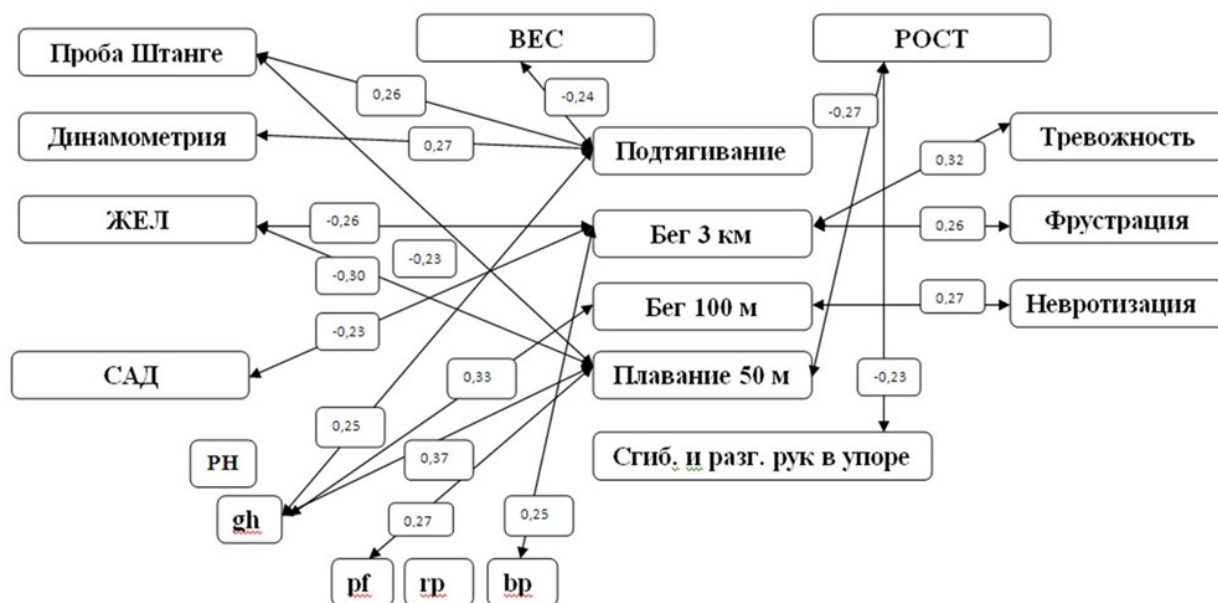 ВЕС
РОСТ
Проба Штанге
0,26
-0,24
-0,27
Динамометрия
0,27
Подтягивание
0,32
Тревожность
ЖЕЛ
-0,26
Бег 3 км
0,26
Фрустрация
-0,23
-0,30
Бег 100 м
0,27
Невротизация
-0,23
САД
0,33
Плавание 50 м
-0,23
0,25
0,37
Сгиб. и разг. рук в упоре
PH
gh
0,27
0,25
pf
rp
bp